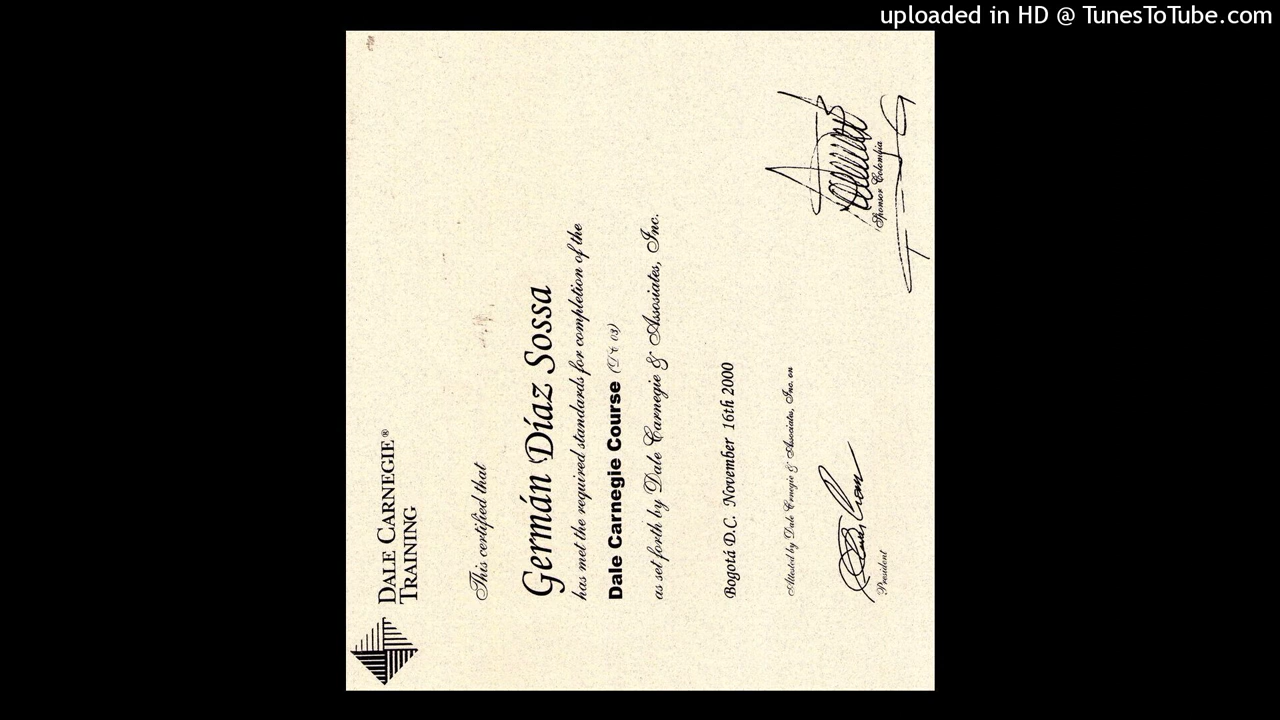 uploaded in HD @ TunesToTube.com
DALE CARNEGIE®
TRAINING
This certified that
Germán Díaz Sossa
has met the required standards for completion of the
Dale Carnegie Course
as set forth by Dale Carnegie & Assosiates, Inc.
Bogotá D.C. November 16th 2000
Attested by Dale Crnegie & Associates, Inc. on
President
Sponsor Colombia